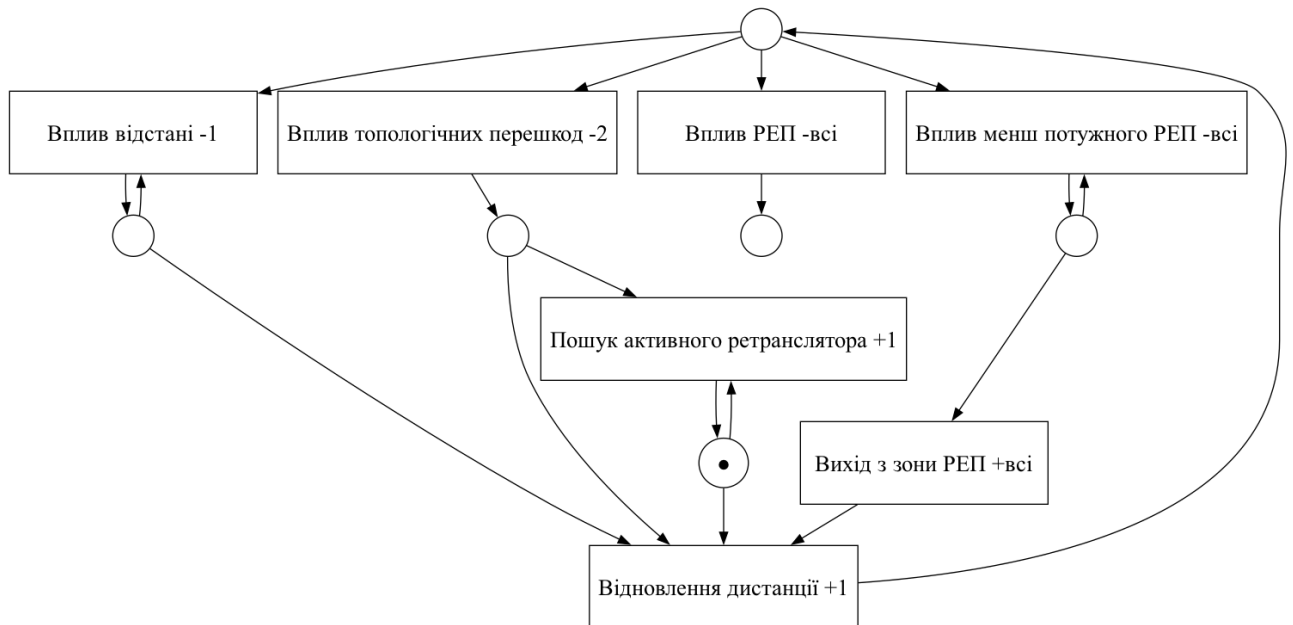 Вплив відстані -1
Вплив топологічних перешкод -2
Вплив РЕП -всі
Вплив менш потужного РЕП -всі
Пошук активного ретранслятора +1
Вихід з зони РЕП +всі
Відновлення дистанції +1